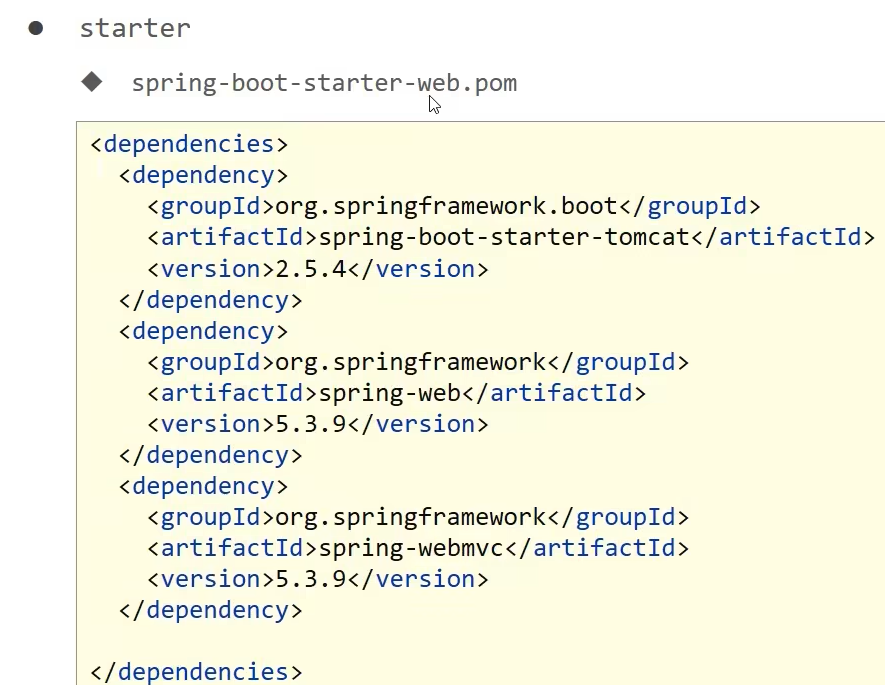 starter
spring-boot-starter-web.pom
<dependencies>
<dependency>
<groupId>org.springframework.boot</groupId>
<artifactId>spring-boot-starter-tomcat</artifactId>
<version>2.5.4</version>
</dependency>
<dependency>
<groupId>org.springframework</groupId>
<artifactId>spring-web</artifactId>
<version>5.3.9</version>
</dependency>
<dependency>
<groupId>org.springframework</groupId>
<artifactId>spring-webmvc</artifactId>
<version>5.3.9</version>
</dependency>
</dependencies>